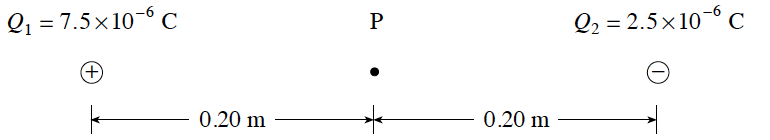 Q₁ = 7.5×10⁻⁶ C P Q₂ = 2.5×10⁻⁶ C
+ −
0.20 m 0.20 m